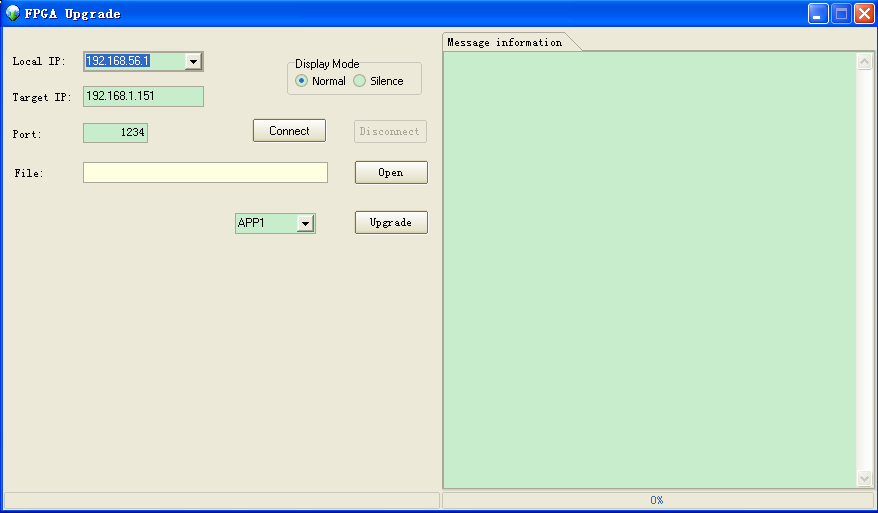 FPGA Upgrade
Message information
Local IP: 192.168.56.1
Display Mode
Normal Silence
Target IP: 192.168.1.151
Port: 1234 Connect Disconnect
File: Open
APP1 Upgrade
0%